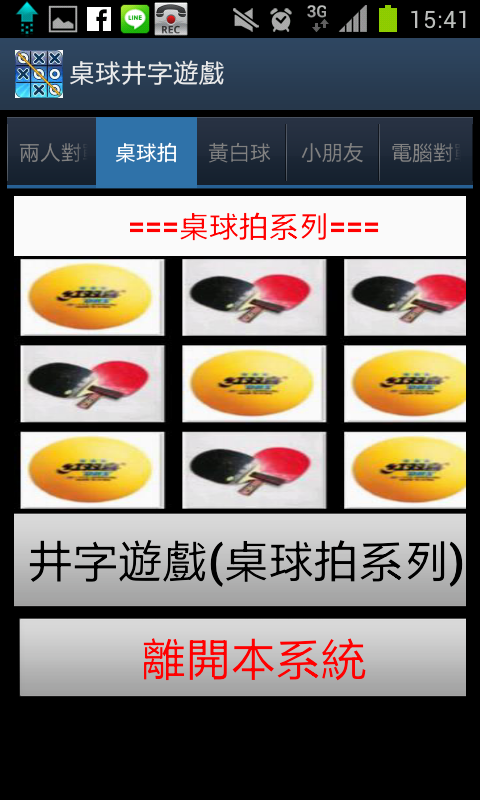 f
LINE
REC
3G
15:41
桌球井字遊戲
兩人對
桌球拍
黃白球
小朋友
電腦對
===桌球拍系列===
井字遊戲(桌球拍系列)
離開本系統